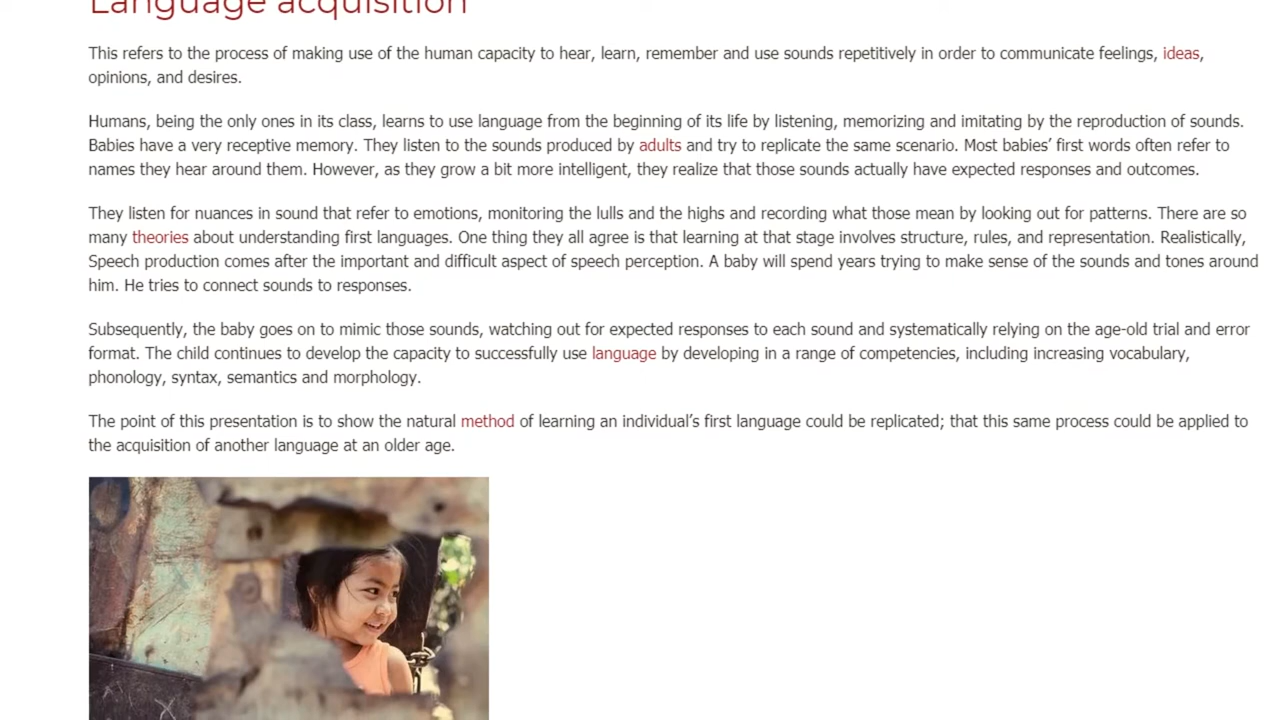 Language acquisition
This refers to the process of making use of the human capacity to hear, learn, remember and use sounds repetitively in order to communicate feelings, ideas,
opinions, and desires.
Humans, being the only ones in its class, learns to use language from the beginning of its life by listening, memorizing and imitating by the reproduction of sounds.
Babies have a very receptive memory. They listen to the sounds produced by adults and try to replicate the same scenario. Most babies’ first words often refer to
names they hear around them. However, as they grow a bit more intelligent, they realize that those sounds actually have expected responses and outcomes.
They listen for nuances in sound that refer to emotions, monitoring the lulls and the highs and recording what those mean by looking out for patterns. There are so
many theories about understanding first languages. One thing they all agree is that learning at that stage involves structure, rules, and representation. Realistically,
Speech production comes after the important and difficult aspect of speech perception. A baby will spend years trying to make sense of the sounds and tones around
him. He tries to connect sounds to responses.
Subsequently, the baby goes on to mimic those sounds, watching out for expected responses to each sound and systematically relying on the age-old trial and error
format. The child continues to develop the capacity to successfully use language by developing in a range of competencies, including increasing vocabulary,
phonology, syntax, semantics and morphology.
The point of this presentation is to show the natural method of learning an individual’s first language could be replicated; that this same process could be applied to
the acquisition of another language at an older age.